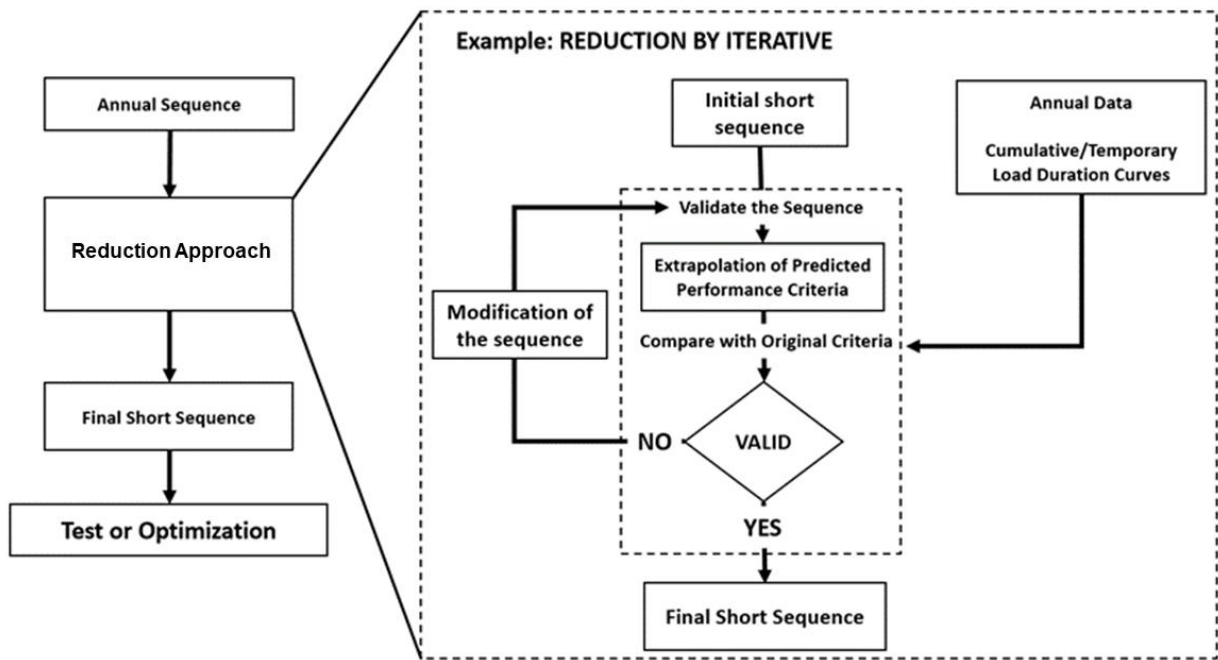 Annual Sequence
Reduction Approach
Final Short Sequence
Test or Optimization
Example: REDUCTION BY ITERATIVE
Initial short
sequence
Annual Data
Cumulative/Temporary
Load Duration Curves
Validate the Sequence
Extrapolation of Predicted
Performance Criteria
Modification of
the sequence
Compare with Original Criteria
NO
VALID
YES
Final Short Sequence